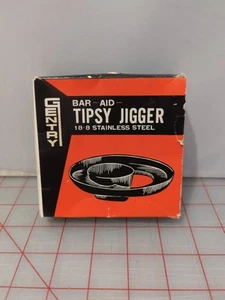 GENTRY
BAR-AID-
TIPSY JIGGER
18-8 STAINLESS STEEL